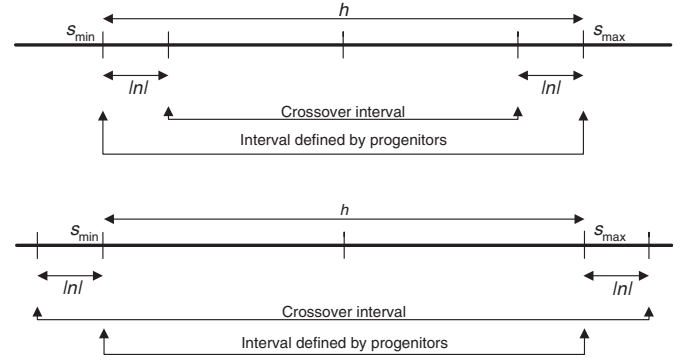 h
s_min s_max
|n| |n|
Crossover interval
Interval defined by progenitors
h
s_min s_max
|n| |n|
Crossover interval
Interval defined by progenitors